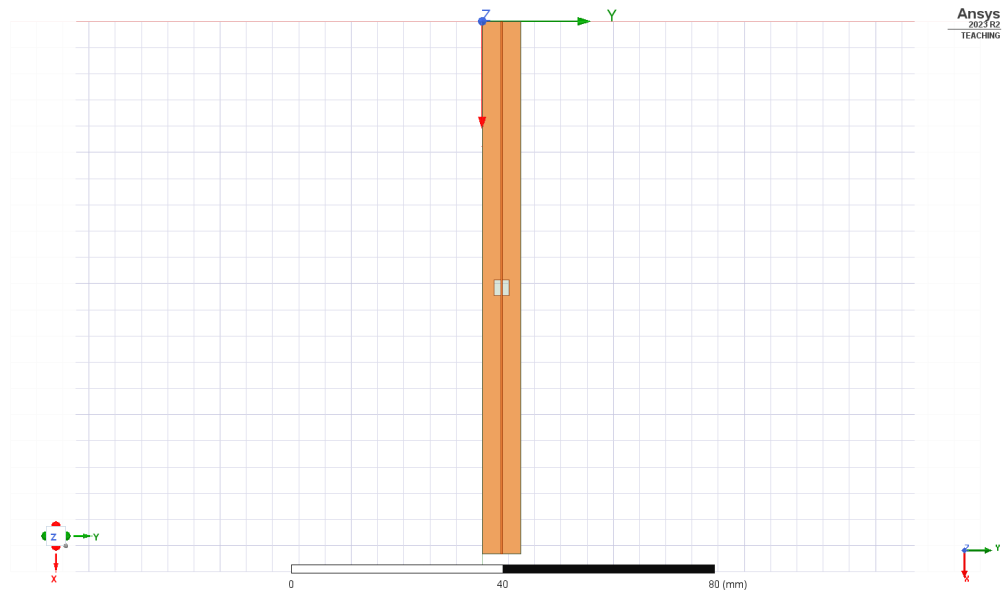 Z Y
Ansys
2023 R2
TEACHING
Z Y
X
Z Y
X
0 40 80 (mm)